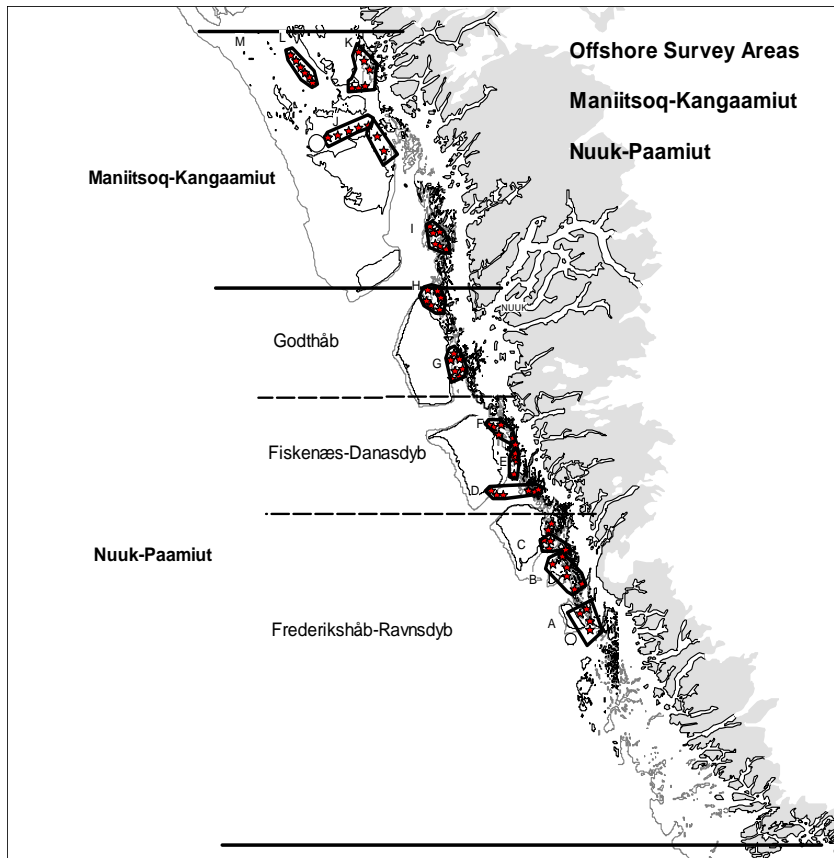 M
L
K
Offshore Survey Areas
Maniitsoq-Kangaamiut
J
Nuuk-Paamiut
Maniitsoq-Kangaamiut
I
H
NUUK
Godthåb
G
F
Fiskenæs-Danasdyb
E
D
C
Nuuk-Paamiut
B
A
Frederikshåb-Ravnsdyb